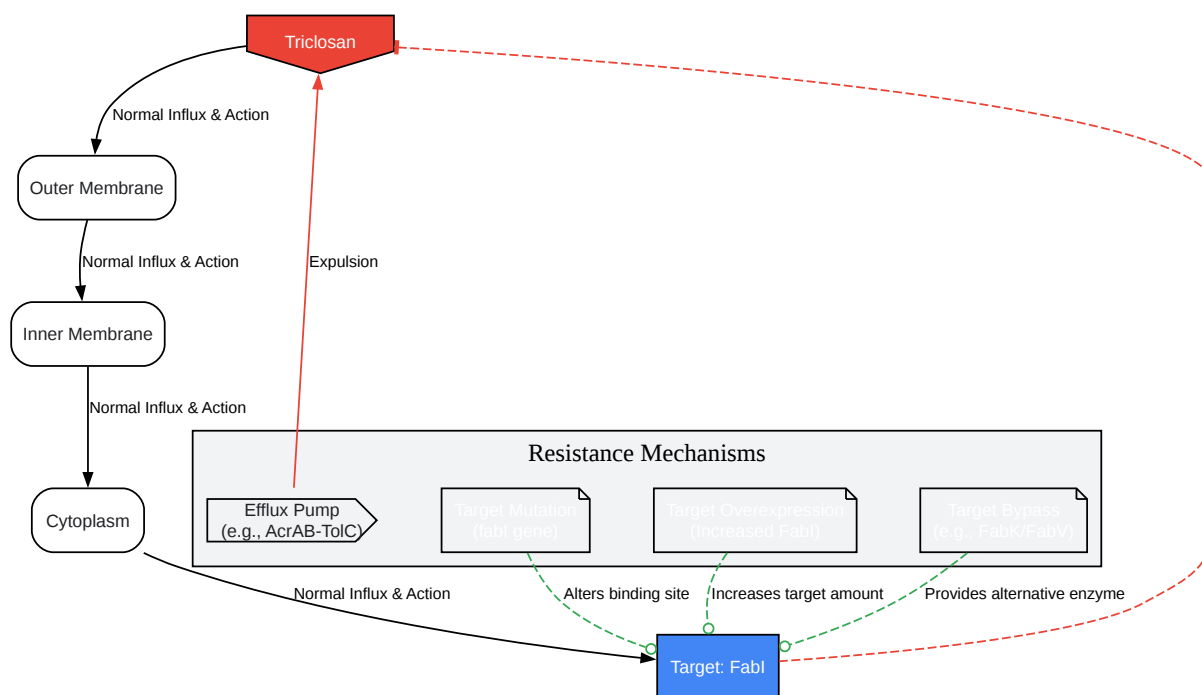 Triclosan
Normal Influx & Action
Outer Membrane
Normal Influx & Action
Expulsion
Inner Membrane
Normal Influx & Action
Resistance Mechanisms
Efflux Pump
(e.g., AcrAB-TolC)
Target Mutation
(fabI gene)
Target Overexpression
(Increased FabI)
Target Bypass
(e.g., FabK/FabV)
Cytoplasm
Normal Influx & Action
Alters binding site
Increases target amount
Provides alternative enzyme
Target: FabI